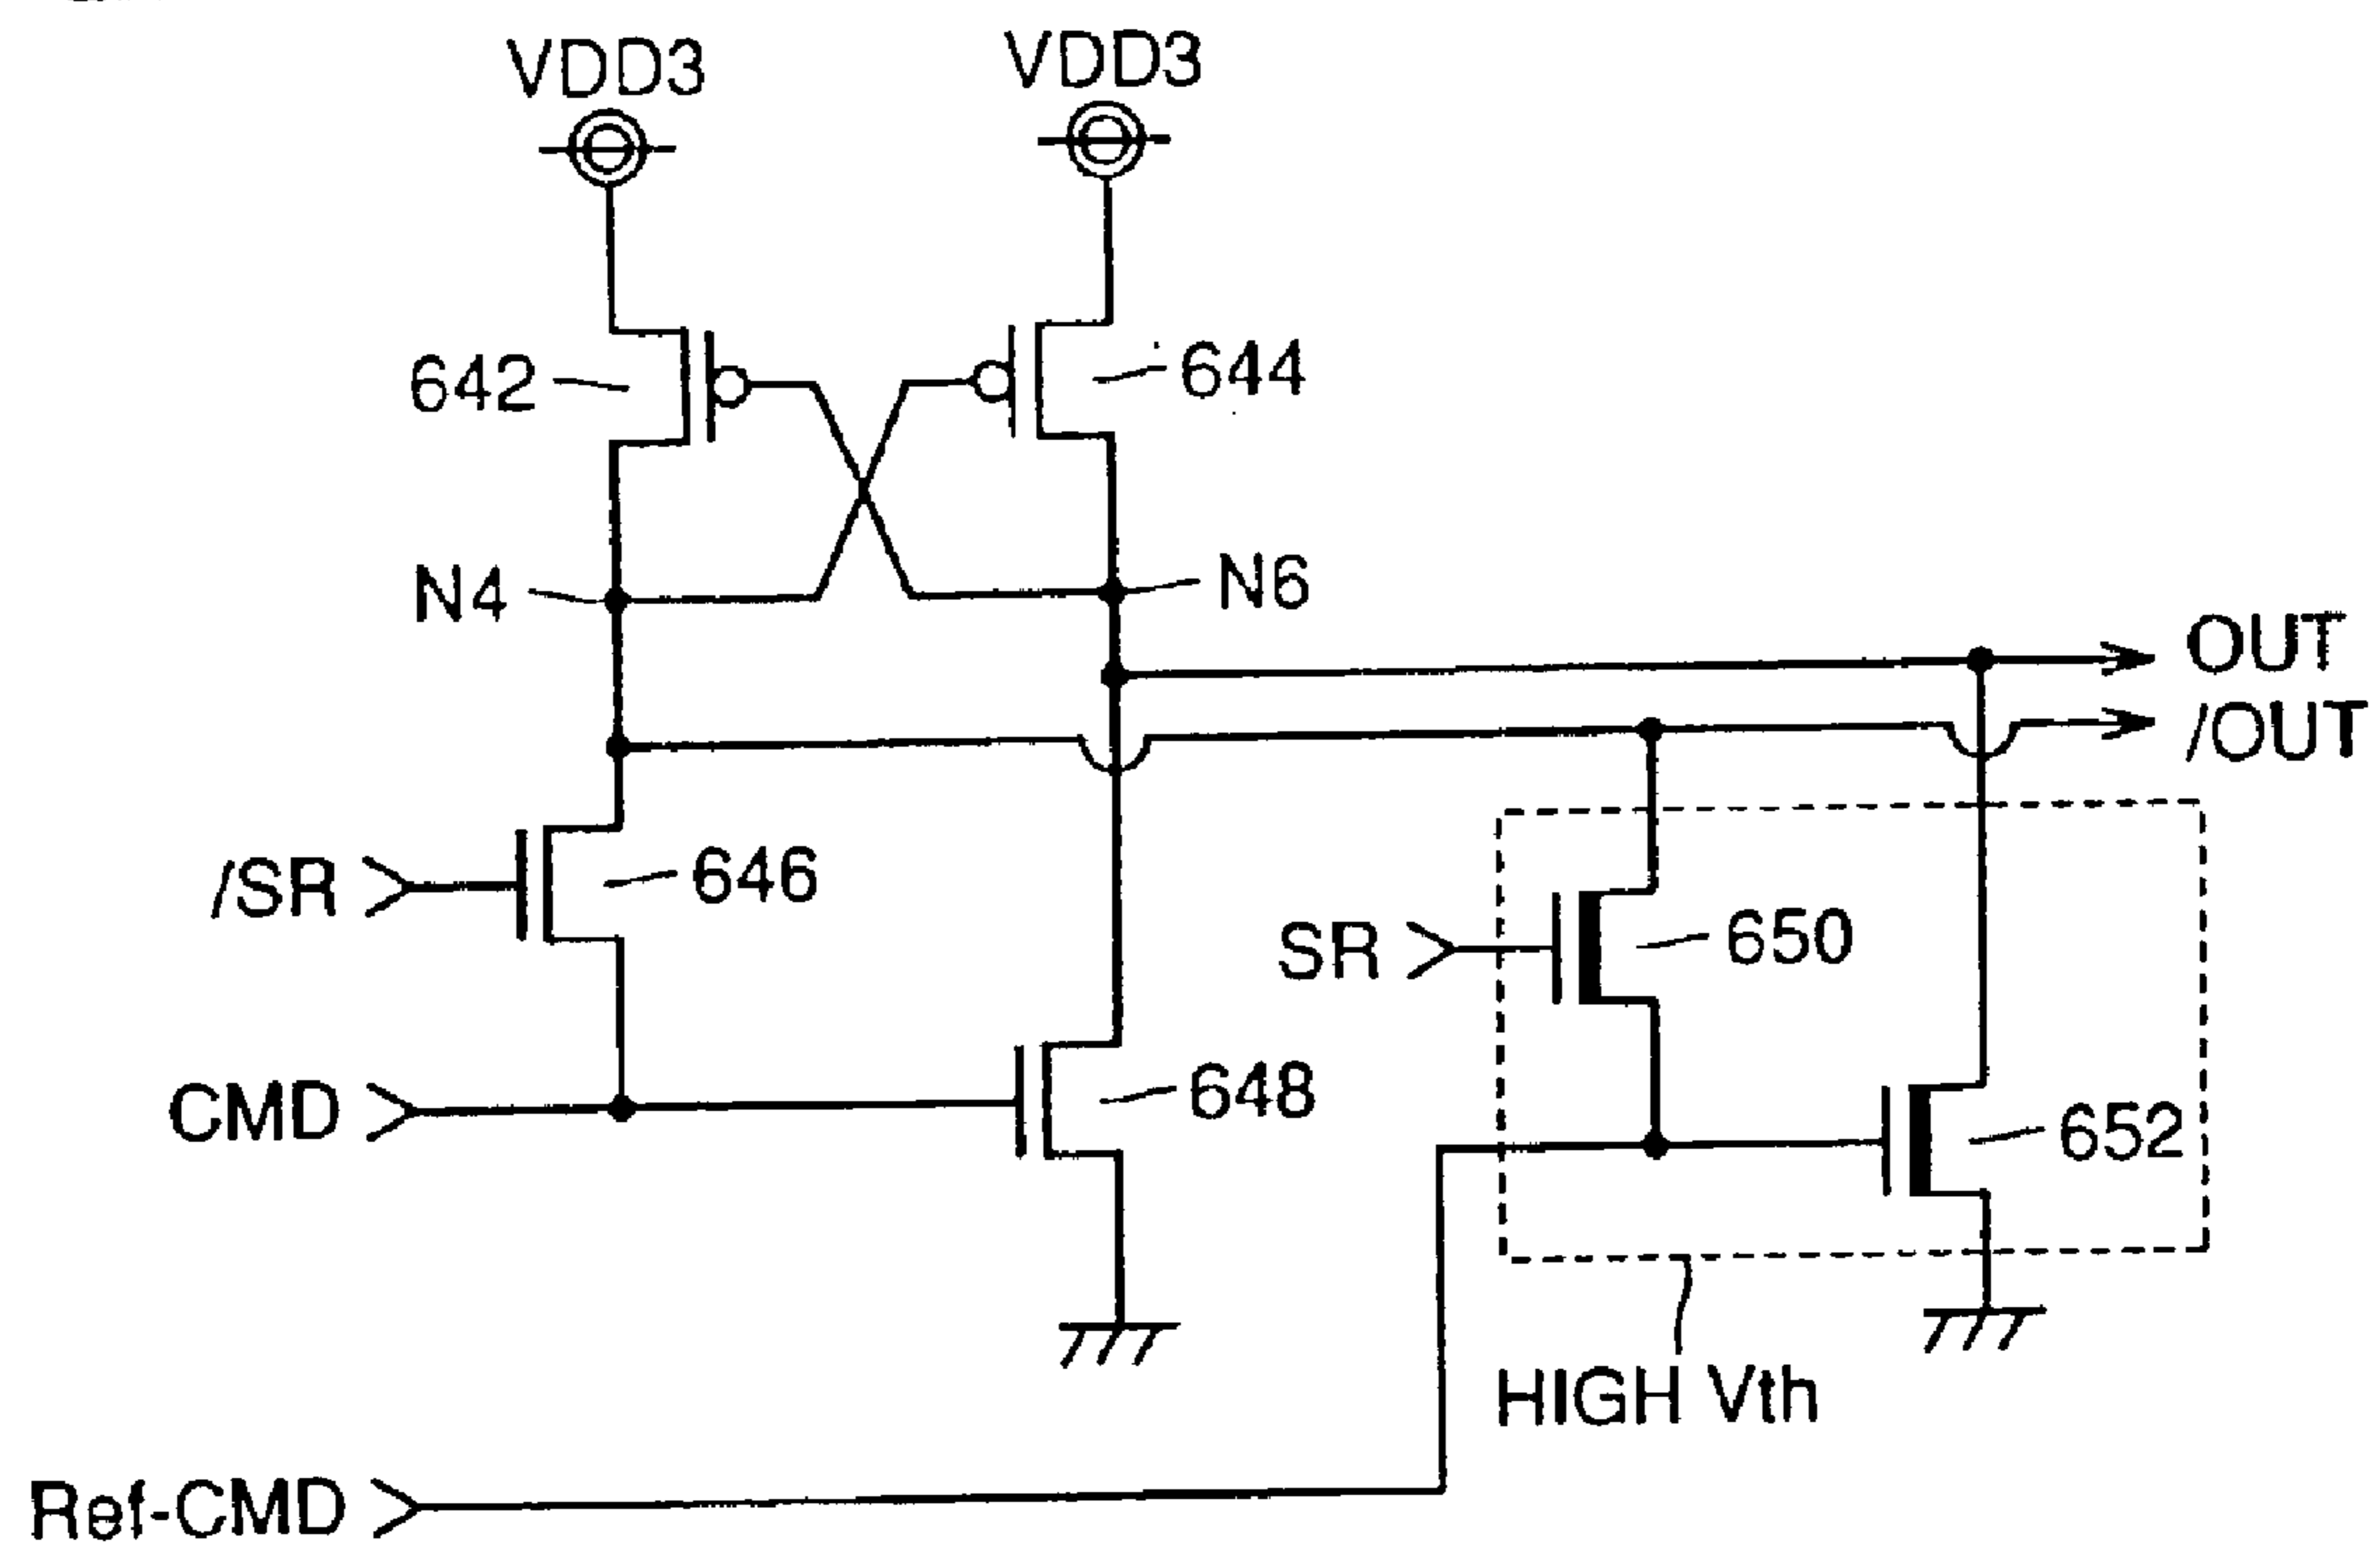 VDD3
VDD3
642
644
N4
N6
OUT
/OUT
/SR
646
SR
650
CMD
648
652
HIGH Vth
Ref-CMD